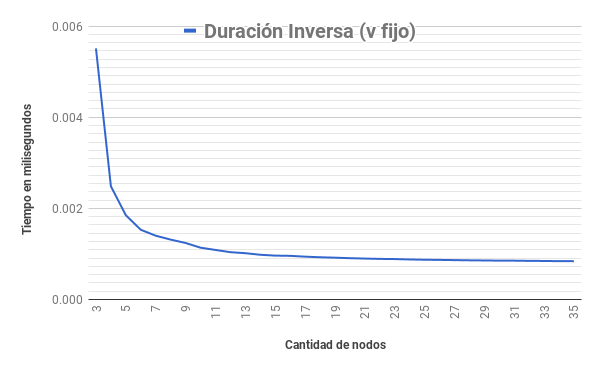 Duración Inversa (v fijo)
Tiempo en milisegundos
0.006
0.004
0.002
0.000
3 5 7 9 11 13 15 17 19 21 23 25 27 29 31 33 35
Cantidad de nodos